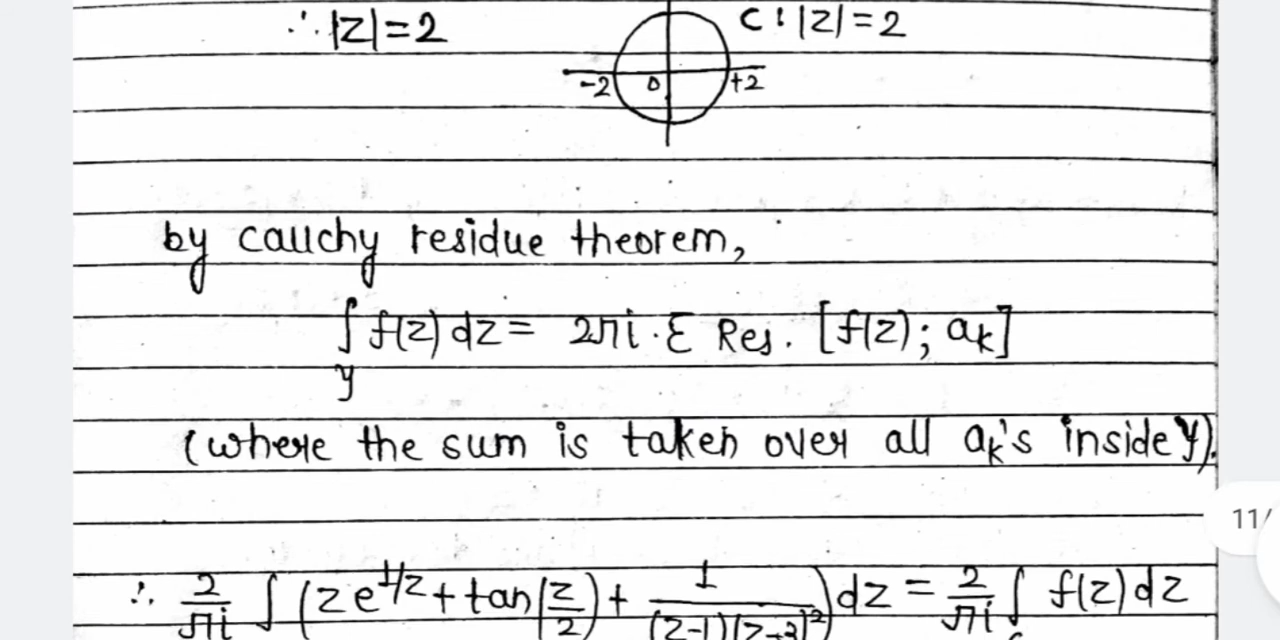 ∴ |z|=2
C : |z| = 2
-2 0 +2
by cauchy residue theorem,
∫ f(z) dz = 2πi · Σ Res. [f(z); aₖ]
γ
(where the sum is taken over all aₖ's inside γ).
11/
∴ 2/πi ∫ (z e^1/z + tan(z/2) + 1/((z-1)(z-3)²)) dz = 2/πi ∫ f(z) dz